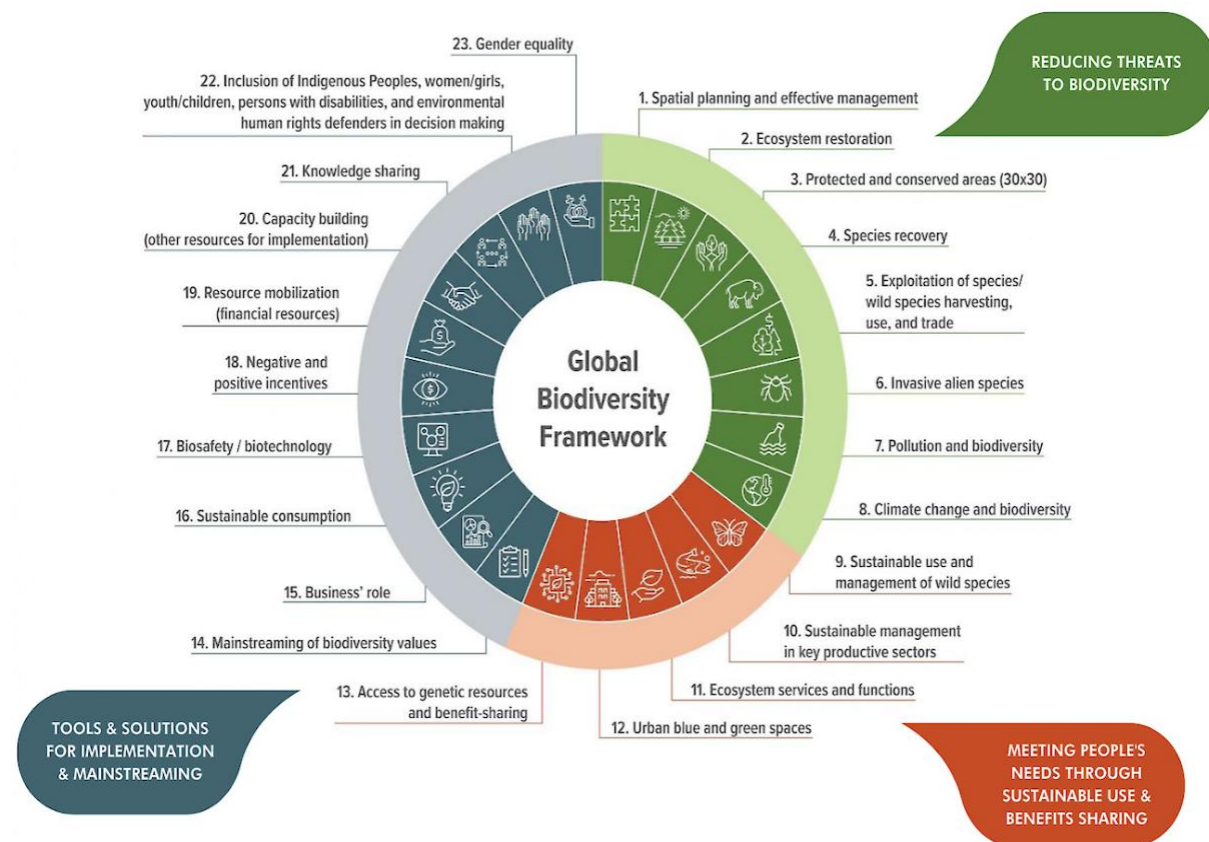 REDUCING THREATS
TO BIODIVERSITY
Global
Biodiversity
Framework
1. Spatial planning and effective management
2. Ecosystem restoration
3. Protected and conserved areas (30x30)
4. Species recovery
5. Exploitation of species/
wild species harvesting,
use, and trade
6. Invasive alien species
7. Pollution and biodiversity
8. Climate change and biodiversity
9. Sustainable use and
management of wild species
10. Sustainable management
in key productive sectors
11. Ecosystem services and functions
12. Urban blue and green spaces
13. Access to genetic resources
and benefit-sharing
14. Mainstreaming of biodiversity values
15. Business’ role
16. Sustainable consumption
17. Biosafety / biotechnology
18. Negative and
positive incentives
19. Resource mobilization
(financial resources)
20. Capacity building
(other resources for implementation)
21. Knowledge sharing
22. Inclusion of Indigenous Peoples, women/girls,
youth/children, persons with disabilities, and environmental
human rights defenders in decision making
23. Gender equality
TOOLS & SOLUTIONS
FOR IMPLEMENTATION
& MAINSTREAMING
MEETING PEOPLE'S
NEEDS THROUGH
SUSTAINABLE USE &
BENEFITS SHARING